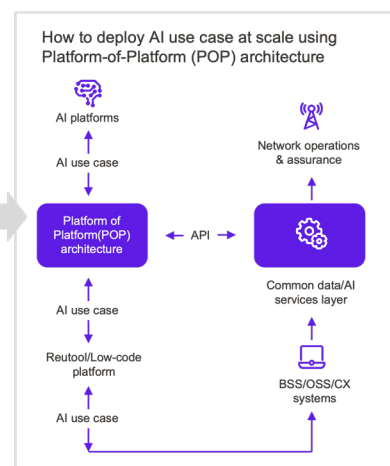 How to deploy AI use case at scale using
Platform-of-Platform (POP) architecture
AI platforms
AI use case
Platform of
Platform(POP)
architecture
AI use case
Reutool/Low-code
platform
AI use case
API
Network operations
& assurance
Common data/AI
services layer
BSS/OSS/CX
systems